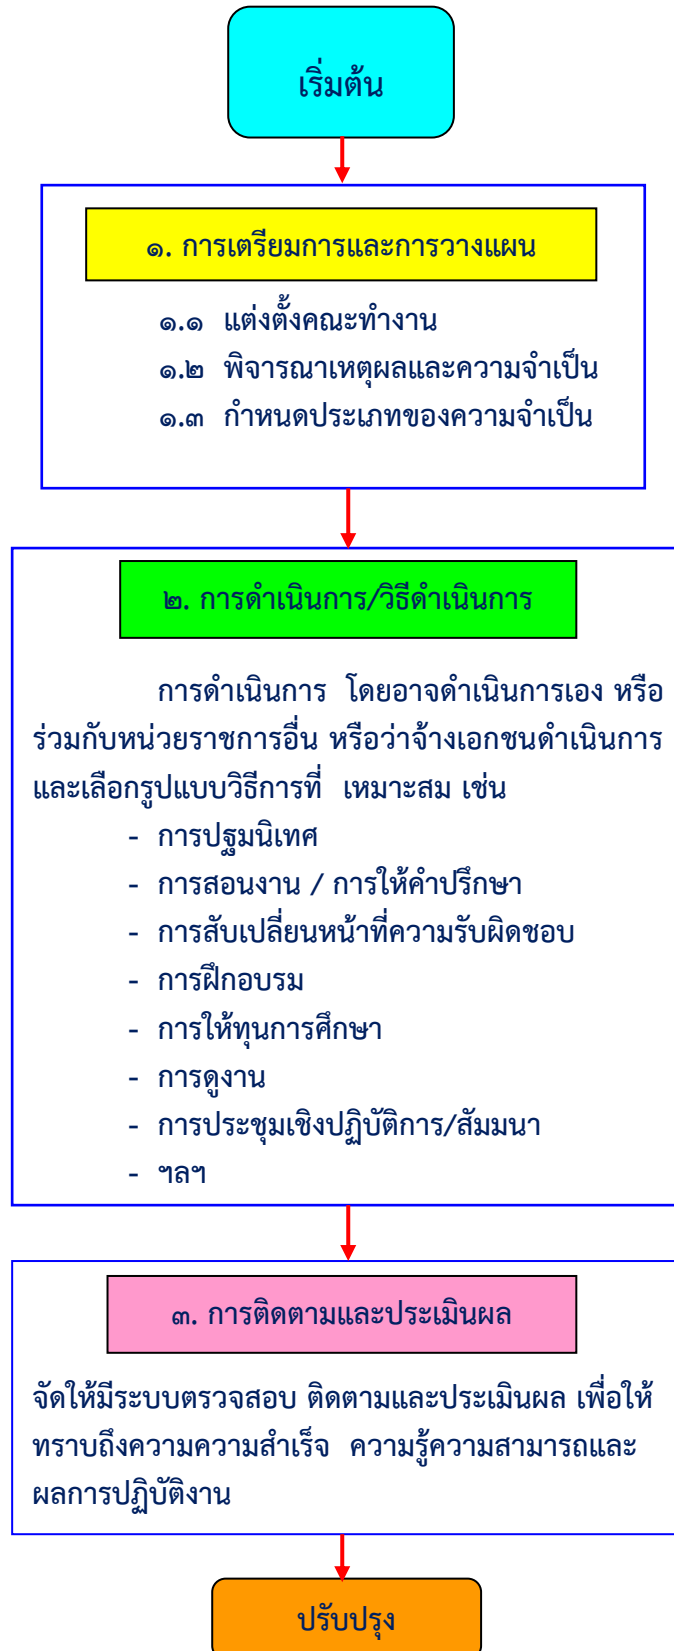 เริ่มต้น
๑. การเตรียมการและการวางแผน
๑.๑ แต่งตั้งคณะทำงาน
๑.๒ พิจารณาเหตุผลและความจำเป็น
๑.๓ กำหนดประเภทของความจำเป็น
๒. การดำเนินการ/วิธีดำเนินการ
การดำเนินการ โดยอาจดำเนินการเอง หรือ
ร่วมกับหน่วยราชการอื่น หรือว่าจ้างเอกชนดำเนินการ
และเลือกรูปแบบวิธีการที่ เหมาะสม เช่น
- การปฐมนิเทศ
- การสอนงาน / การให้คำปรึกษา
- การสับเปลี่ยนหน้าที่ความรับผิดชอบ
- การฝึกอบรม
- การให้ทุนการศึกษา
- การดูงาน
- การประชุมเชิงปฏิบัติการ/สัมมนา
- ฯลฯ
๓. การติดตามและประเมินผล
จัดให้มีระบบตรวจสอบ ติดตามและประเมินผล เพื่อให้
ทราบถึงความความสำเร็จ ความรู้ความสามารถและ
ผลการปฏิบัติงาน
ปรับปรุง